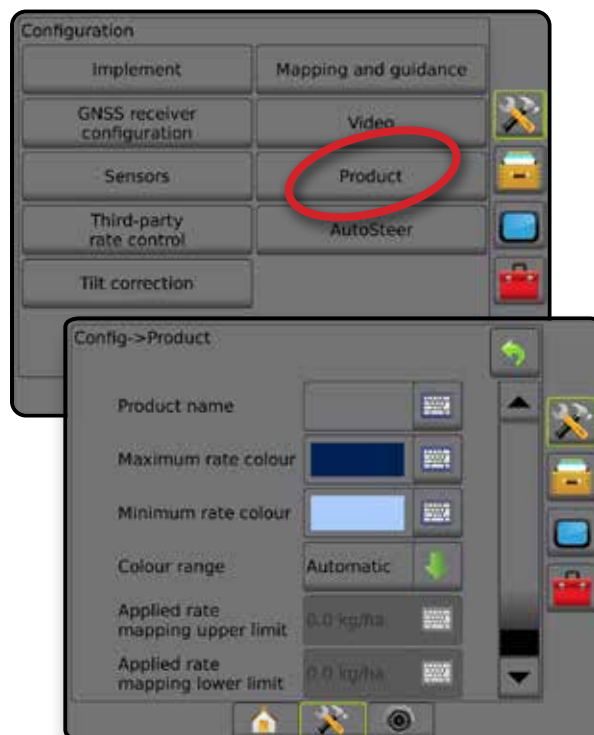 Configuration
Implement
Mapping and guidance
GNSS receiver
configuration
Video
Sensors
Product
Third-party
rate control
AutoSteer
Tilt correction
Config->Product
Product name
Maximum rate colour
Minimum rate colour
Colour range
Automatic
Applied rate
mapping upper limit
0.0 kg/ha
Applied rate
mapping lower limit
0.0 kg/ha